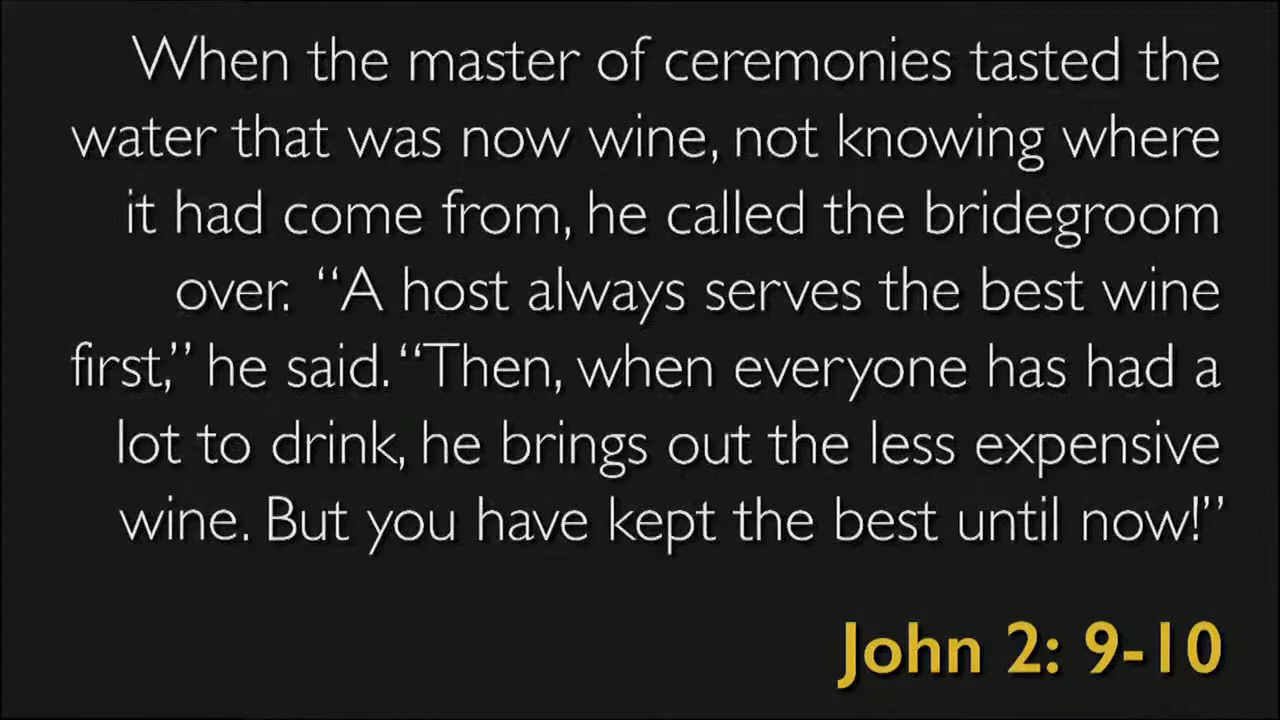 When the master of ceremonies tasted the
water that was now wine, not knowing where
it had come from, he called the bridegroom
over. “A host always serves the best wine
first,” he said. “Then, when everyone has had a
lot to drink, he brings out the less expensive
wine. But you have kept the best until now!”
John 2: 9-10